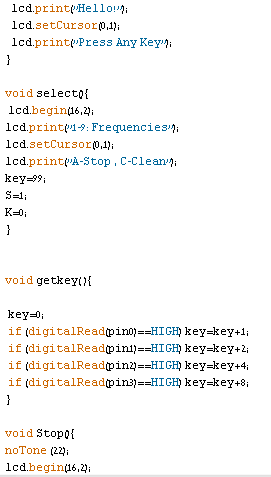 lcd.print("Hello!");
lcd.setCursor(0,1);
lcd.print("Press Any Key");
}
void select(){
lcd.begin(16,2);
lcd.print("1-9: Frequencies");
lcd.setCursor(0,1);
lcd.print("A-Stop , C-Clean");
key=99;
S=1;
K=0;
}
void getkey(){
key=0;
if (digitalRead(pin0)==HIGH) key=key+1;
if (digitalRead(pin1)==HIGH) key=key+2;
if (digitalRead(pin2)==HIGH) key=key+4;
if (digitalRead(pin3)==HIGH) key=key+8;
}
void Stop(){
noTone (22);
lcd.begin(16,2);